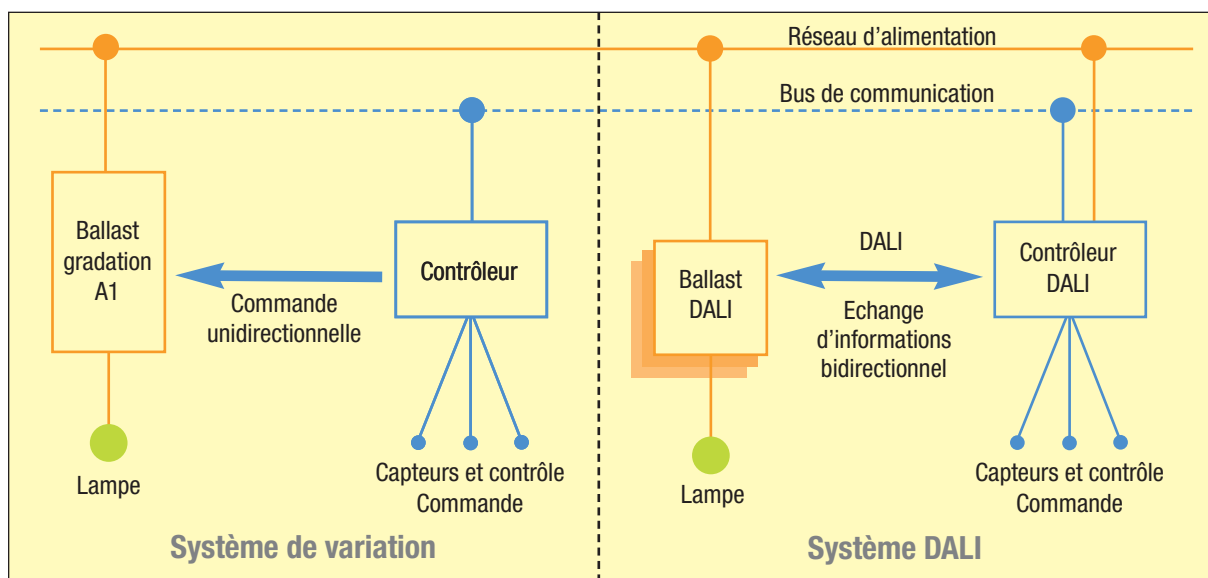 Réseau d'alimentation
Bus de communication
Ballast
gradation
A1
Commande
unidirectionnelle
Contrôleur
Lampe
Capteurs et contrôle
Commande
Système de variation
Ballast
DALI
DALI
Echange
d'informations
bidirectionnel
Contrôleur
DALI
Lampe
Capteurs et contrôle
Commande
Système DALI